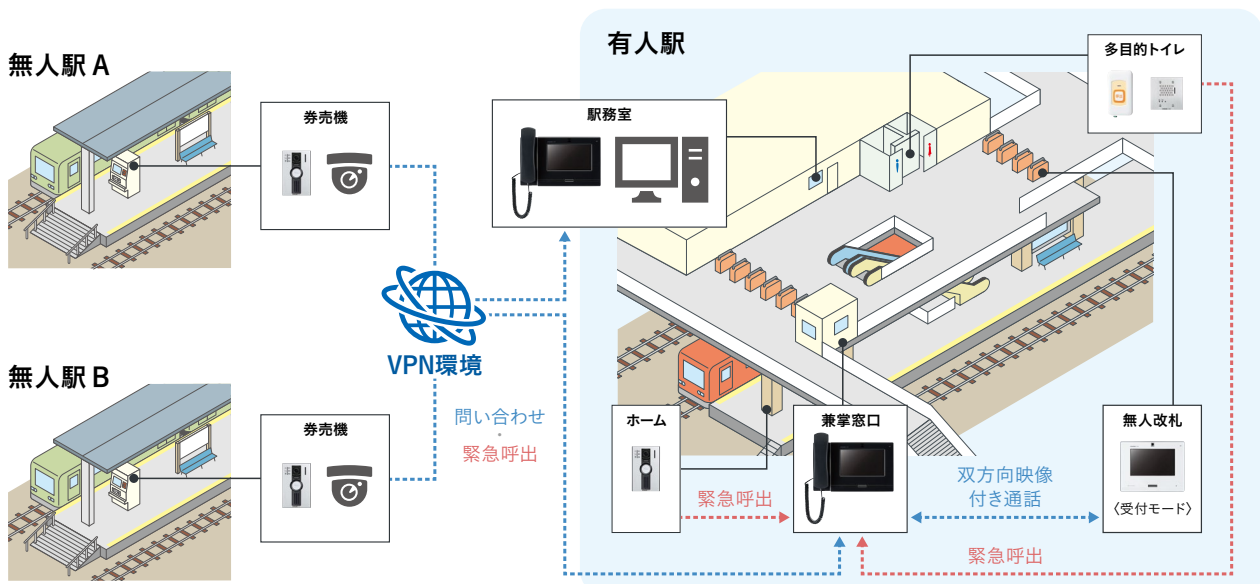 無人駅 A
券売機
無人駅 B
券売機
VPN環境
問い合わせ
・
緊急呼出
有人駅
駅務室
多目的トイレ
ホーム
緊急呼出
兼掌窓口
双方向映像
付き通話
無人改札
〈受付モード〉
緊急呼出